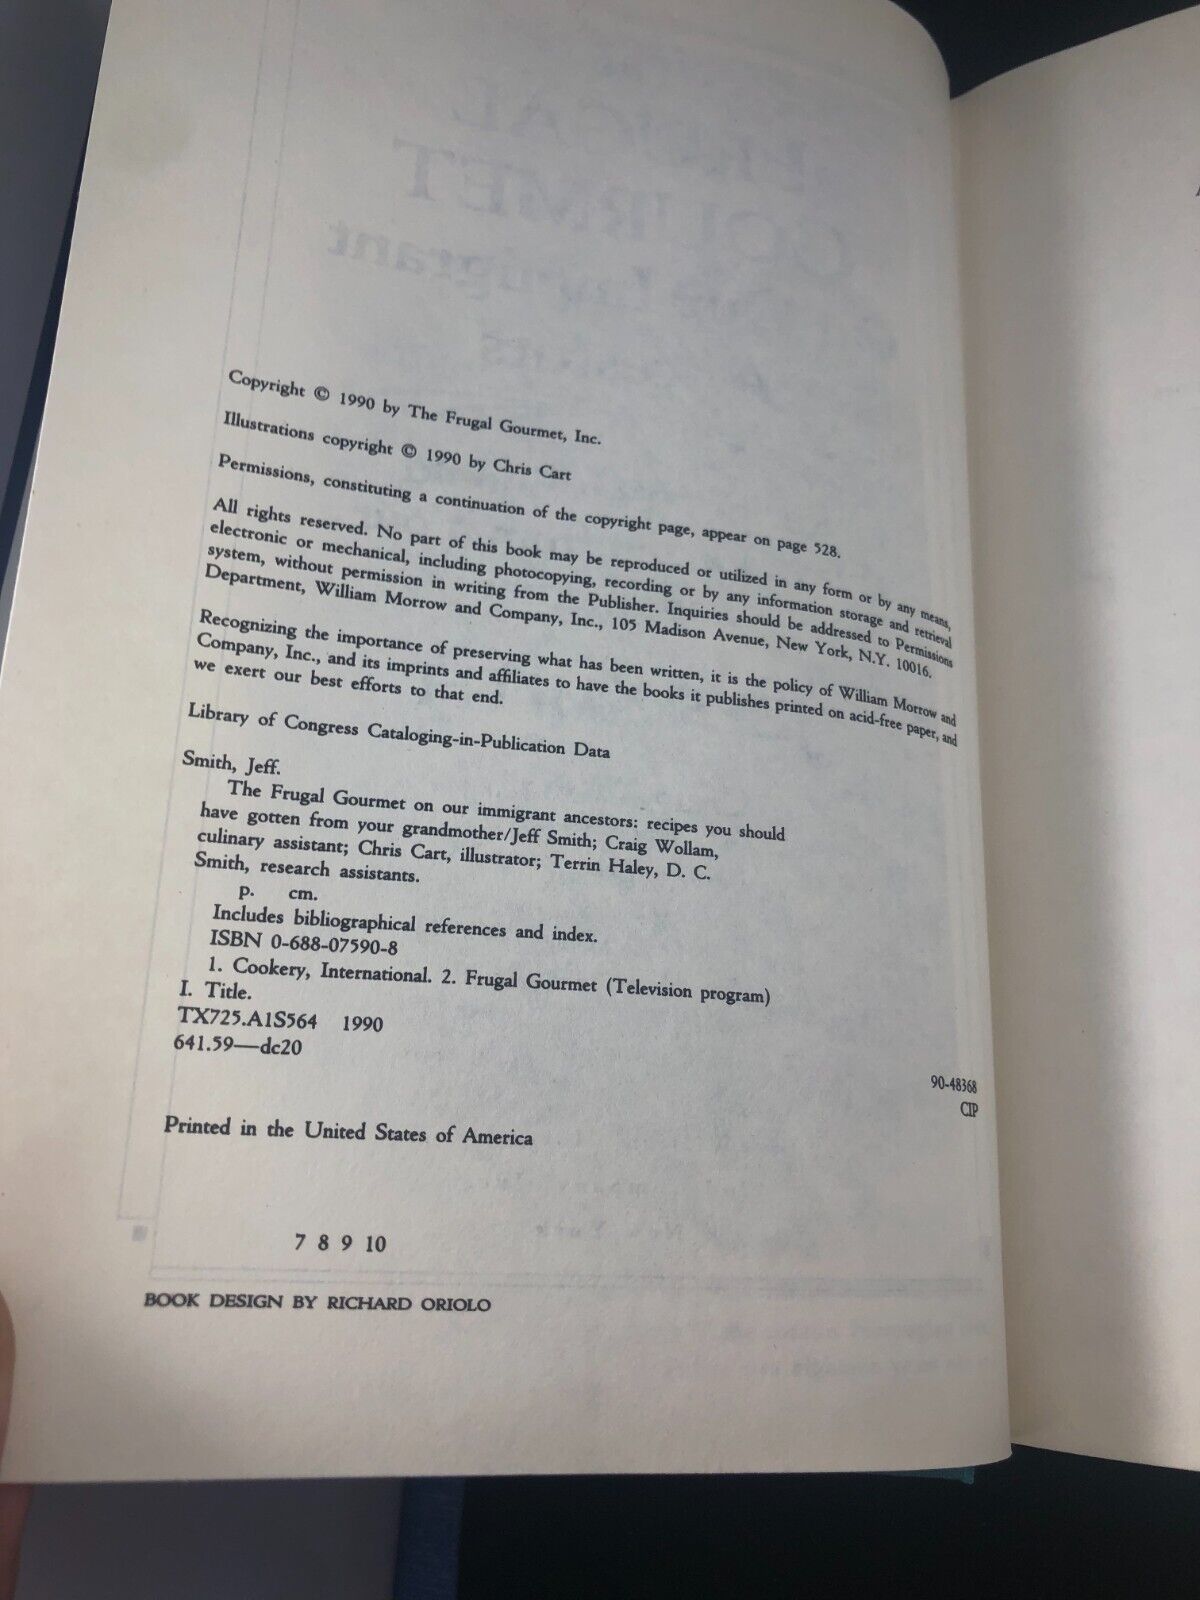 Copyright © 1990 by The Frugal Gourmet, Inc.
Illustrations copyright © 1990 by Chris Cart
Permissions, constituting a continuation of the copyright page, appear on page 528.
All rights reserved. No part of this book may be reproduced or utilized in any form or by any means,
electronic or mechanical, including photocopying, recording or by any information storage and retrieval
system, without permission in writing from the Publisher. Inquiries should be addressed to Permissions
Department, William Morrow and Company, Inc., 105 Madison Avenue, New York, N.Y. 10016.
Recognizing the importance of preserving what has been written, it is the policy of William Morrow and
Company, Inc., and its imprints and affiliates to have the books it publishes printed on acid-free paper, and
we exert our best efforts to that end.
Library of Congress Cataloging-in-Publication Data
Smith, Jeff.
The Frugal Gourmet on our immigrant ancestors: recipes you should
have gotten from your grandmother/Jeff Smith; Craig Wollam,
culinary assistant; Chris Cart, illustrator; Terrin Haley, D. C.
Smith, research assistants.
p. cm.
Includes bibliographical references and index.
ISBN 0-688-07590-8
1. Cookery, International. 2. Frugal Gourmet (Television program)
I. Title.
TX725.A1S564 1990
641.59—dc20
90-48368
CIP
Printed in the United States of America
7 8 9 10
BOOK DESIGN BY RICHARD ORIOLO